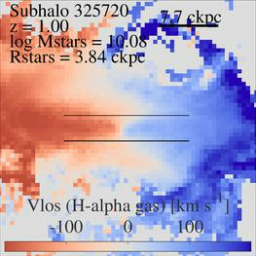 Subhalo 325720
7.7 ckpc
z = 1.00
log Mstars = 10.08
Rstars = 3.84 ckpc
Vlos (H-alpha gas) [km s⁻¹]
-100 0 100